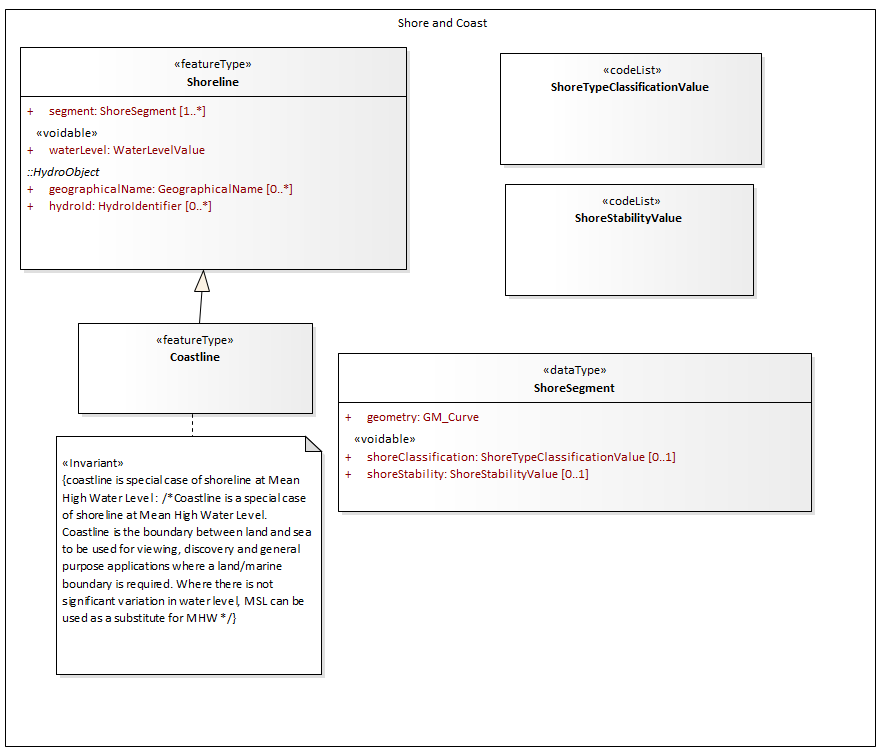 Shore and Coast
«featureType»
Shoreline
+ segment: ShoreSegment [1..*]
«voidable»
+ waterLevel: WaterLevelValue
::HydroObject
+ geographicalName: GeographicalName [0..*]
+ hydroId: HydroIdentifier [0..*]
«codeList»
ShoreTypeClassificationValue
«codeList»
ShoreStabilityValue
«featureType»
Coastline
«dataType»
ShoreSegment
+ geometry: GM_Curve
«voidable»
+ shoreClassification: ShoreTypeClassificationValue [0..1]
+ shoreStability: ShoreStabilityValue [0..1]
«Invariant»
{coastline is special case of shoreline at Mean
High Water Level : /*Coastline is a special case
of shoreline at Mean High Water Level.
Coastline is the boundary between land and sea
to be used for viewing, discovery and general
purpose applications where a land/marine
boundary is required. Where there is not
significant variation in water level, MSL can be
used as a substitute for MHW */}